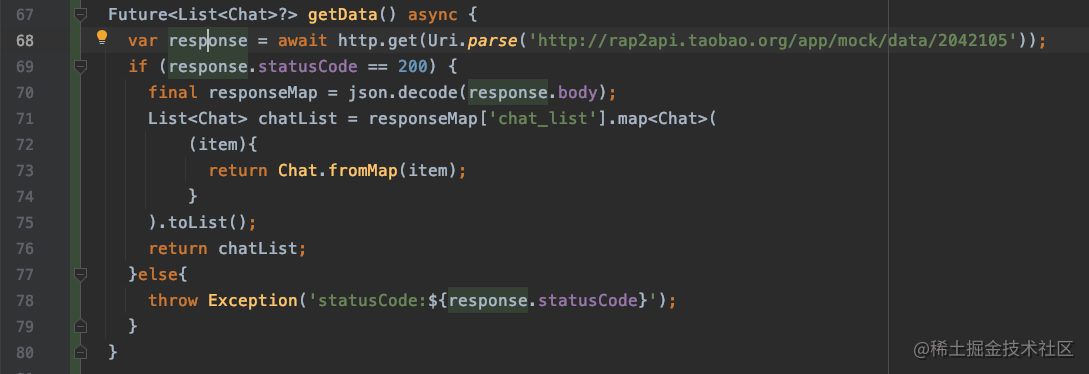 67 Future<List<Chat>?> getData() async {
68 var response = await http.get(Uri.parse('http://rap2api.taobao.org/app/mock/data/2042105'));
69 if (response.statusCode == 200) {
70 final responseMap = json.decode(response.body);
71 List<Chat> chatList = responseMap['chat_list'].map<Chat>(
72 (item){
73 return Chat.fromMap(item);
74 }
75 ).toList();
76 return chatList;
77 }else{
78 throw Exception('statusCode:${response.statusCode}');
79 }
80 }
@稀土掘金技术社区